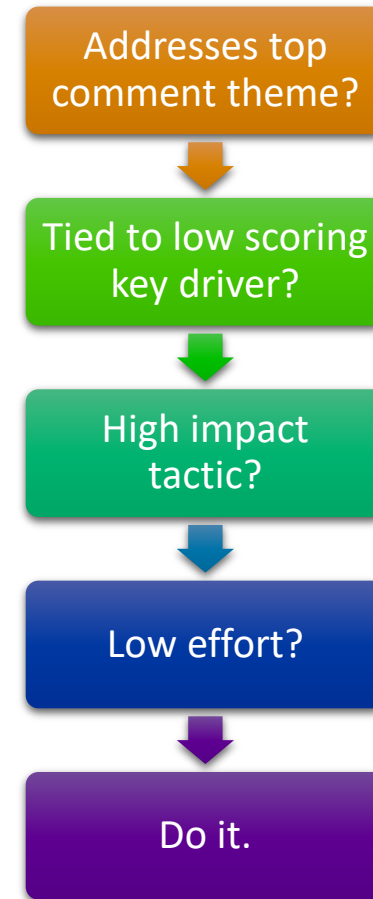 Addresses top
comment theme?
Tied to low scoring
key driver?
High impact
tactic?
Low effort?
Do it.